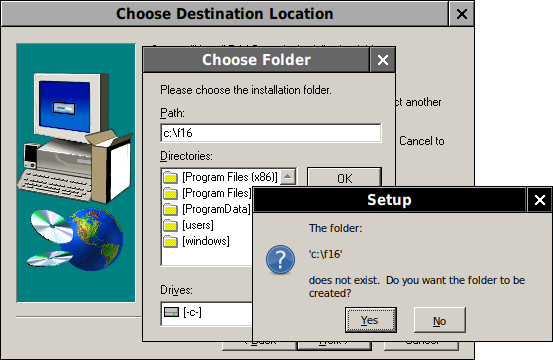 Choose Destination Location
Choose Folder
Please choose the installation folder.
Path:
c:\f16
Directories:
[Program Files (x86)]
[Program Files]
[ProgramData]
[users]
[windows]
OK
Drives:
[-c-]
another
Cancel to
Setup
The folder:
'c:\f16'
does not exist. Do you want the folder to be
created?
Yes
No
Cancel